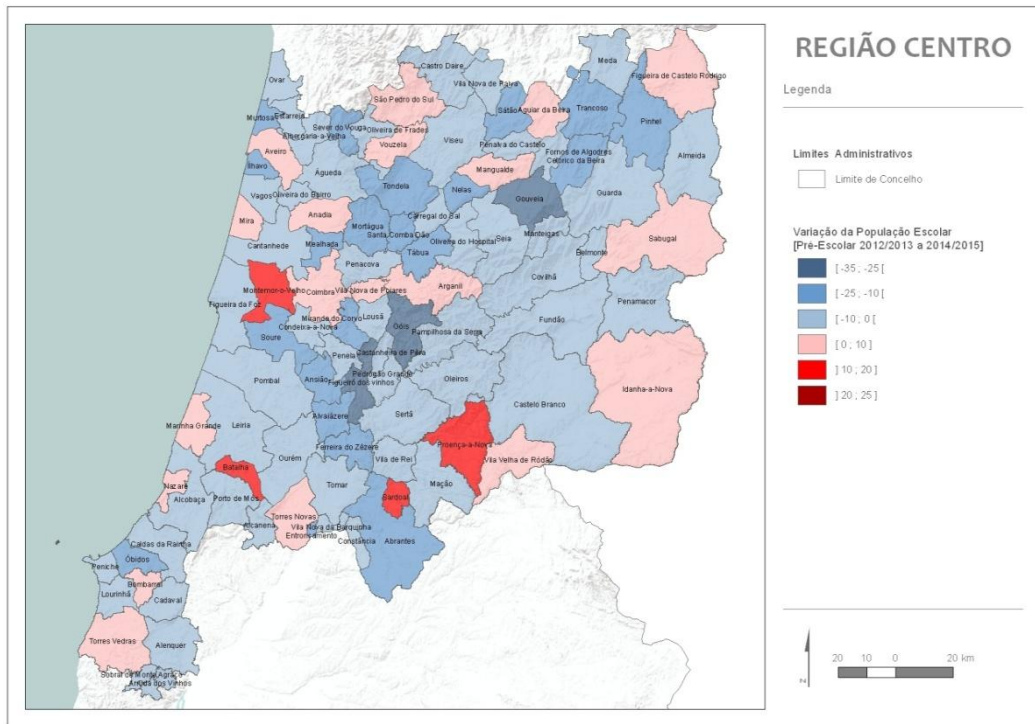 REGIÃO CENTRO
Legenda
Limites Administrativos
Limite de Concelho
Variação da População Escolar
[Pré-Escolar 2012/2013 a 2014/2015]
[ -35 ; -25 [
[ -25 ; -10 [
[ -10 ; 0 [
[ 0 ; 10 ]
] 10 ; 20 ]
] 20 ; 25 ]
20 10 0 20 km
N
Castro Daire
Meda
Ovar
Vila Nova de Paiva
Figueira de Castelo Rodrigo
São Pedro do Sul
Sátão
Aguiar da Beira
Trancoso
Murtosa
Estarreja
Sever do Vouga
Oliveira de Frades
Pinhel
Albergaria-a-Velha
Viseu
Penalva do Castelo
Fornos de Algodres
Aveiro
Vouzela
Celorico da Beira
Almeida
Ílhavo
Águeda
Mangualde
Tondela
Nelas
Guarda
Vagos
Oliveira do Bairro
Gouveia
Anadia
Carregal do Sal
Mira
Mortágua
Santa Comba Dão
Seia
Manteigas
Sabugal
Cantanhede
Mealhada
Tábua
Oliveira do Hospital
Belmonte
Penacova
Covilhã
Montemor-o-Velho
Coimbra
Vila Nova de Poiares
Arganil
Penamacor
Figueira da Foz
Miranda do Corvo
Lousã
Fundão
Condeixa-a-Nova
Góis
Pampilhosa da Serra
Soure
Penela
Castanheira de Pêra
Pombal
Ansião
Pedrógão Grande
Figueiró dos Vinhos
Oleiros
Idanha-a-Nova
Castelo Branco
Alvaiázere
Sertã
Marinha Grande
Leiria
Proença-a-Nova
Ferreira do Zêzere
Ourém
Vila de Rei
Vila Velha de Ródão
Batalha
Nazaré
Tomar
Mação
Alcobaça
Porto de Mós
Sardoal
Torres Novas
Alcanena
Vila Nova da Barquinha
Entroncamento
Constância
Abrantes
Caldas da Rainha
Óbidos
Peniche
Bombarral
Lourinhã
Cadaval
Torres Vedras
Alenquer
Sobral de Monte Agraço
Arruda dos Vinhos